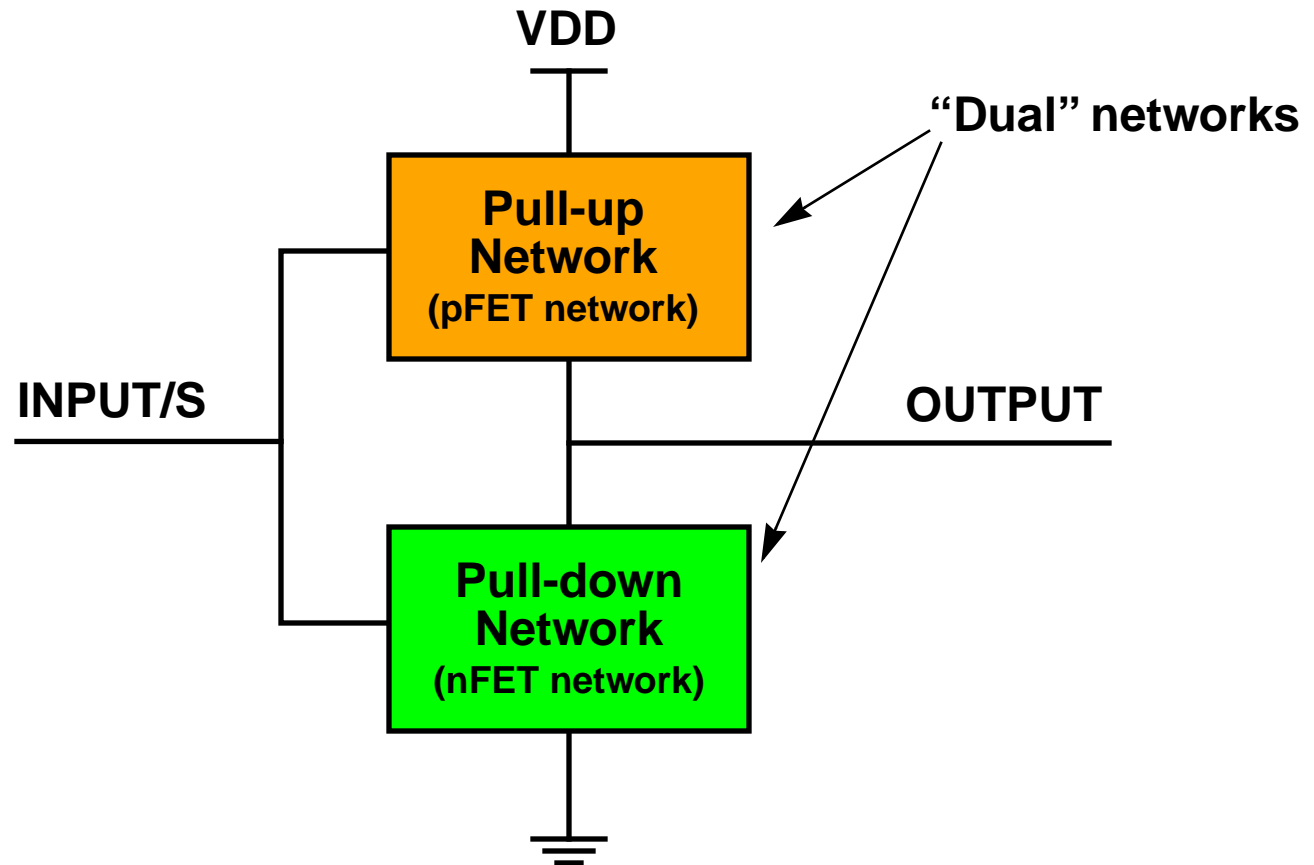 VDD
“Dual” networks
Pull-up
Network
(pFET network)
INPUT/S
OUTPUT
Pull-down
Network
(nFET network)